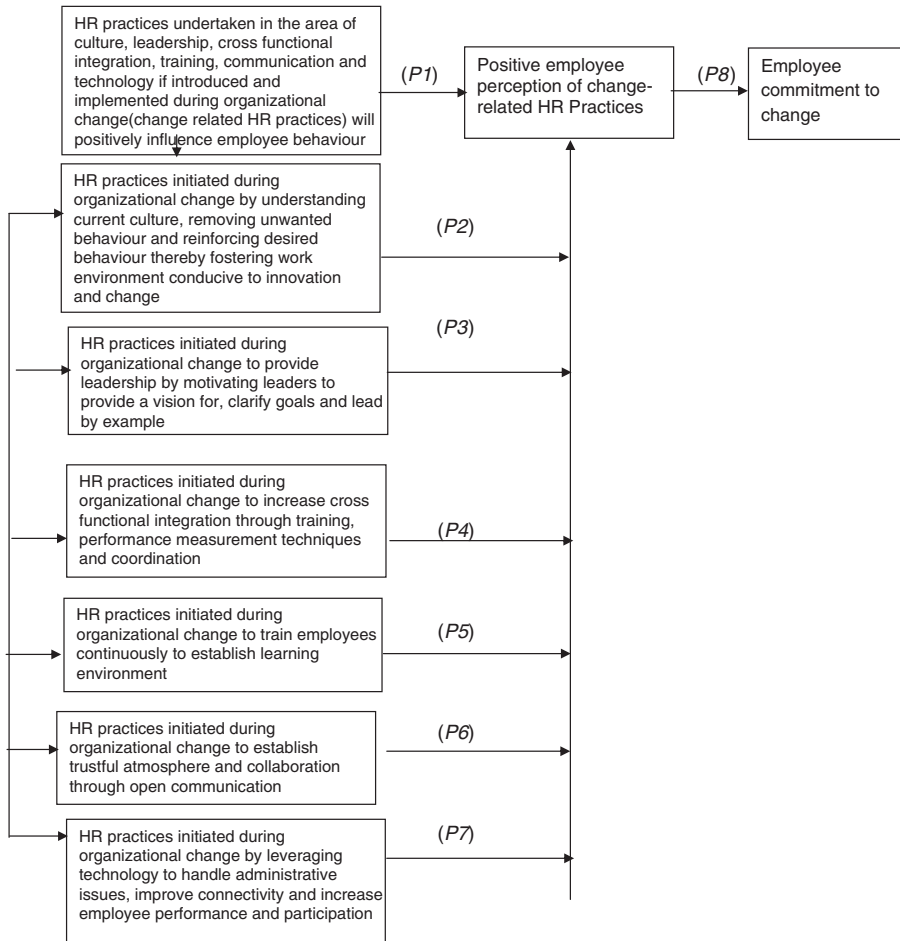 HR practices undertaken in the area of
culture, leadership, cross functional
integration, training, communication and
technology if introduced and
implemented during organizational
change(change related HR practices) will
positively influence employee behaviour
(P1)
Positive employee
perception of change-
related HR Practices
(P8)
Employee
commitment to
change
HR practices initiated during
organizational change by understanding
current culture, removing unwanted
behaviour and reinforcing desired
behaviour thereby fostering work
environment conducive to innovation
and change
(P2)
HR practices initiated during
organizational change to provide
leadership by motivating leaders to
provide a vision for, clarify goals and lead
by example
(P3)
HR practices initiated during
organizational change to increase cross
functional integration through training,
performance measurement techniques
and coordination
(P4)
HR practices initiated during
organizational change to train employees
continuously to establish learning
environment
(P5)
HR practices initiated during
organizational change to establish
trustful atmosphere and collaboration
through open communication
(P6)
HR practices initiated during
organizational change by leveraging
technology to handle administrative
issues, improve connectivity and increase
employee performance and participation
(P7)